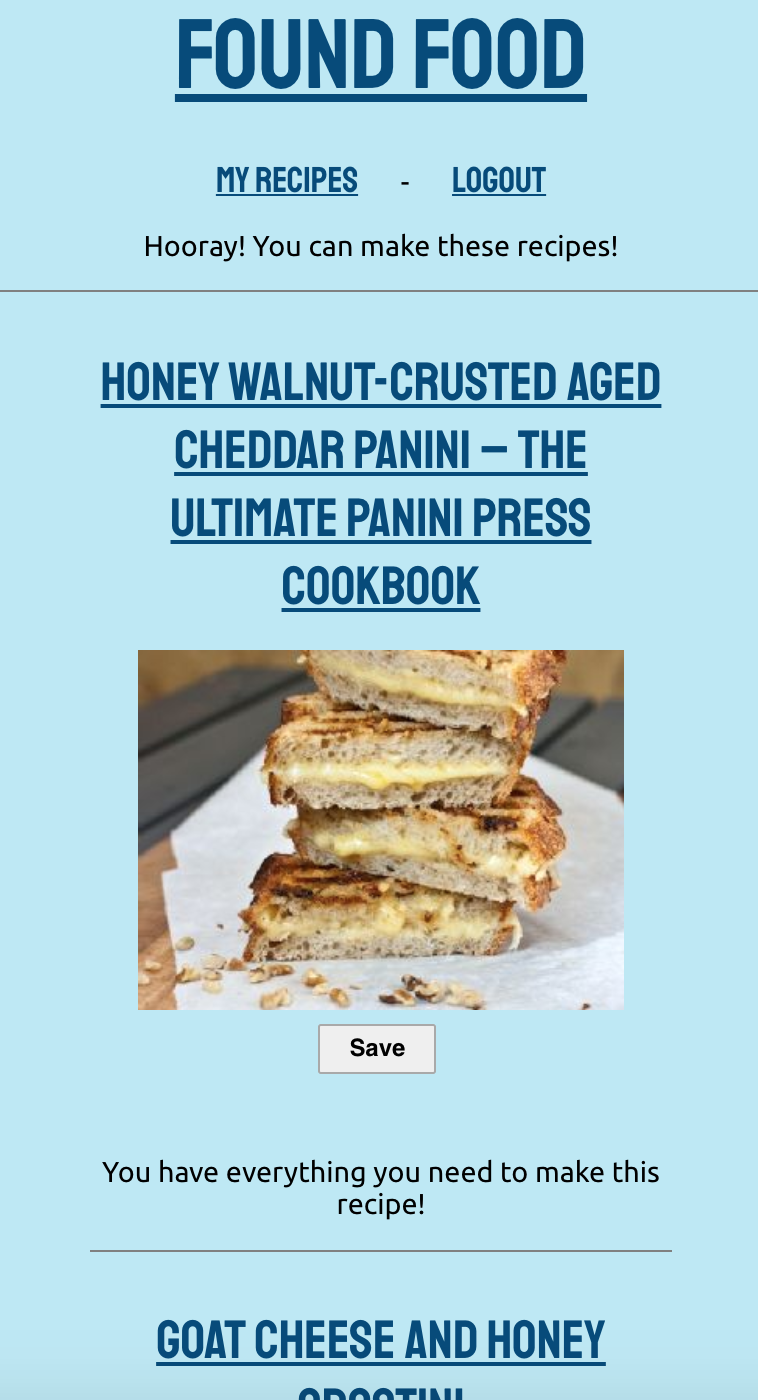 FOUND FOOD
MY RECIPES - LOGOUT
Hooray! You can make these recipes!
HONEY WALNUT-CRUSTED AGED
CHEDDAR PANINI – THE
ULTIMATE PANINI PRESS
COOKBOOK
Save
You have everything you need to make this
recipe!
GOAT CHEESE AND HONEY
CROSTINI